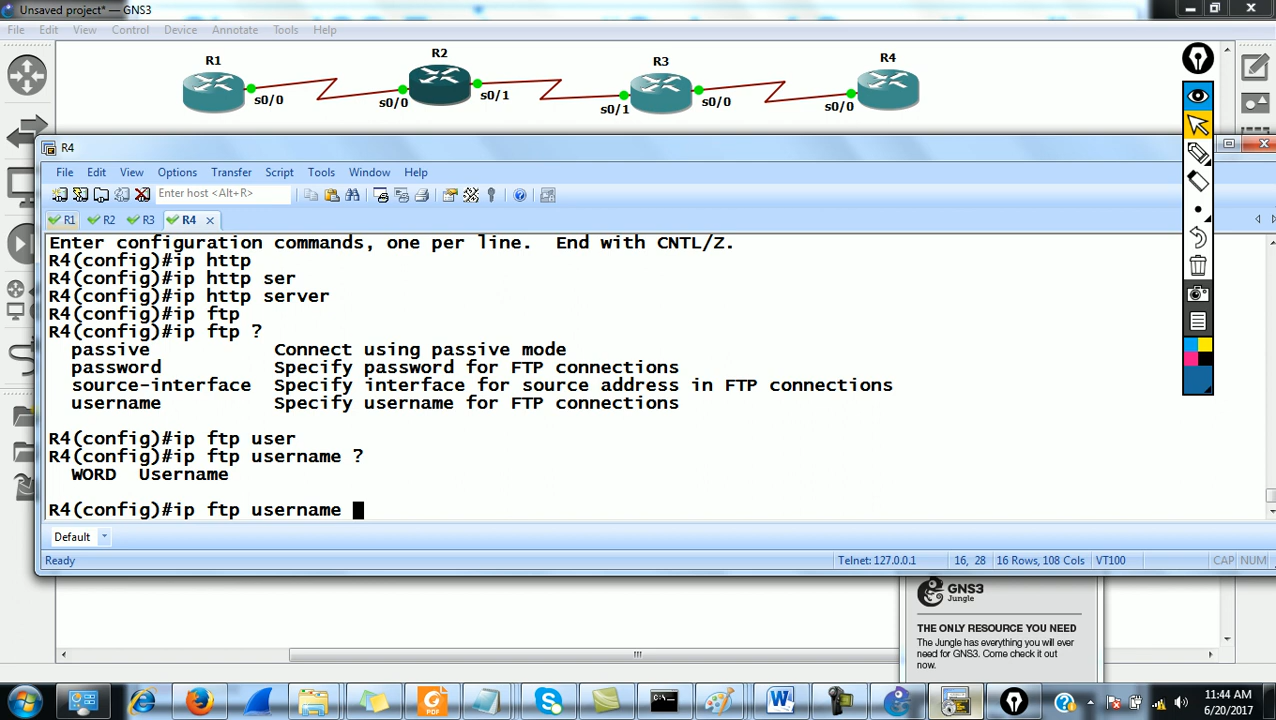 Unsaved project* — GNS3
File Edit View Control Device Annotate Tools Help
R1
R2
R3
R4
s0/0
s0/0
s0/1
s0/1
s0/0
s0/0
R4
File Edit View Options Transfer Script Tools Window Help
Enter host <Alt+R>
R1 R2 R3 R4
Enter configuration commands, one per line.  End with CNTL/Z.
R4(config)#ip http
R4(config)#ip http ser
R4(config)#ip http server
R4(config)#ip ftp
R4(config)#ip ftp ?
passive           Connect using passive mode
password          Specify password for FTP connections
source-interface  Specify interface for source address in FTP connections
username          Specify username for FTP connections
R4(config)#ip ftp user
R4(config)#ip ftp username ?
WORD  Username
R4(config)#ip ftp username
Default
Ready Telnet: 127.0.0.1 16, 28 16 Rows, 108 Cols VT100 CAP NUM
GNS3
Jungle
THE ONLY RESOURCE YOU NEED
The Jungle has everything you will ever
need for GNS3. Come check it out
now.
PDF
11:44 AM
6/20/2017